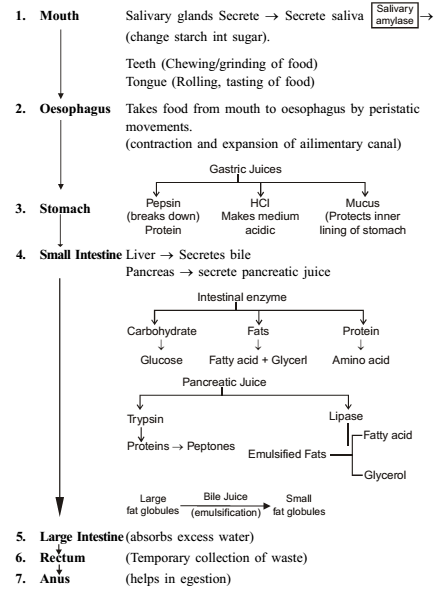 1. Mouth Salivary glands Secrete → Secrete saliva Salivary amylase →
(change starch int sugar).
Teeth (Chewing/grinding of food)
Tongue (Rolling, tasting of food)
2. Oesophagus Takes food from mouth to oesophagus by peristatic
movements.
(contraction and expansion of ailimentary canal)
Gastric Juices
Pepsin HCl Mucus
3. Stomach (breaks down) Makes medium (Protects inner
Protein acidic lining of stomach
4. Small Intestine Liver → Secretes bile
Pancreas → secrete pancreatic juice
Intestinal enzyme
Carbohydrate Fats Protein
↓ ↓ ↓
Glucose Fatty acid + Glycerl Amino acid
Pancreatic Juice
Trypsin Lipase
Proteins → Peptones Fatty acid
Emulsified Fats
Glycerol
Large Bile Juice Small
fat globules (emulsification) fat globules
5. Large Intestine (absorbs excess water)
6. Rectum (Temporary collection of waste)
7. Anus (helps in egestion)